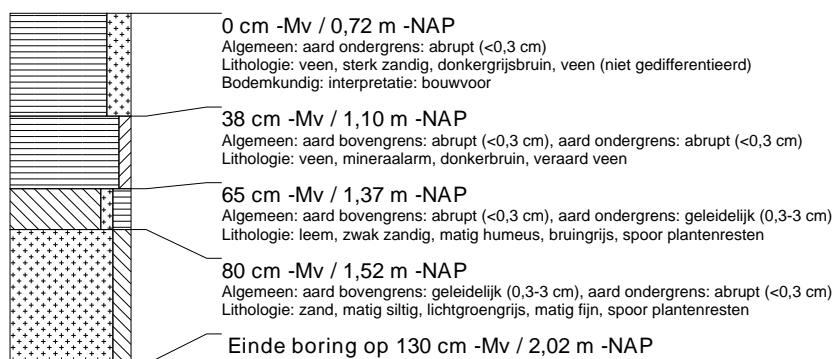 0 cm -Mv / 0,72 m -NAP
Algemeen: aard ondergrens: abrupt (<0,3 cm)
Lithologie: veen, sterk zandig, donkergrijsbruin, veen (niet gedifferentieerd)
Bodemkundig: interpretatie: bouwvoor
38 cm -Mv / 1,10 m -NAP
Algemeen: aard bovengrens: abrupt (<0,3 cm), aard ondergrens: abrupt (<0,3 cm)
Lithologie: veen, mineraalarm, donkerbruin, veraard veen
65 cm -Mv / 1,37 m -NAP
Algemeen: aard bovengrens: abrupt (<0,3 cm), aard ondergrens: geleidelijk (0,3-3 cm)
Lithologie: leem, zwak zandig, matig humeus, bruingrijs, spoor plantenresten
80 cm -Mv / 1,52 m -NAP
Algemeen: aard bovengrens: geleidelijk (0,3-3 cm), aard ondergrens: abrupt (<0,3 cm)
Lithologie: zand, matig siltig, lichtgroengrijs, matig fijn, spoor plantenresten
Einde boring op 130 cm -Mv / 2,02 m -NAP